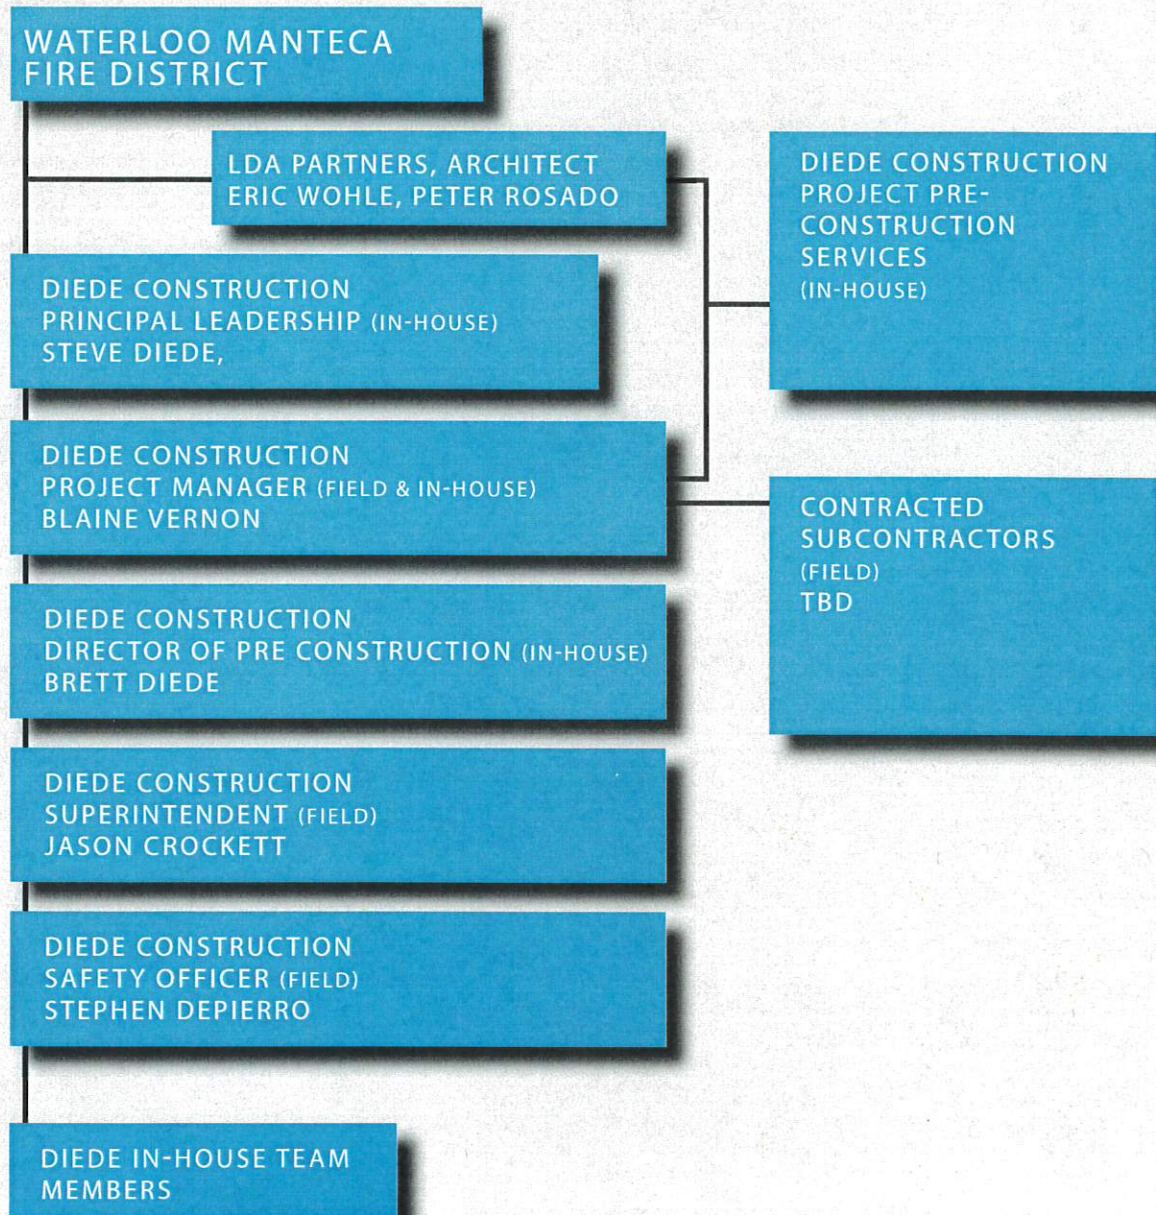 WATERLOO MANTECA
FIRE DISTRICT
LDA PARTNERS, ARCHITECT
ERIC WOHLE, PETER ROSADO
DIEDE CONSTRUCTION
PROJECT PRE-
CONSTRUCTION
SERVICES
(IN-HOUSE)
DIEDE CONSTRUCTION
PRINCIPAL LEADERSHIP (IN-HOUSE)
STEVE DIEDE,
DIEDE CONSTRUCTION
PROJECT MANAGER (FIELD & IN-HOUSE)
BLAINE VERNON
CONTRACTED
SUBCONTRACTORS
(FIELD)
TBD
DIEDE CONSTRUCTION
DIRECTOR OF PRE CONSTRUCTION (IN-HOUSE)
BRETT DIEDE
DIEDE CONSTRUCTION
SUPERINTENDENT (FIELD)
JASON CROCKETT
DIEDE CONSTRUCTION
SAFETY OFFICER (FIELD)
STEPHEN DEPIERRO
DIEDE IN-HOUSE TEAM
MEMBERS